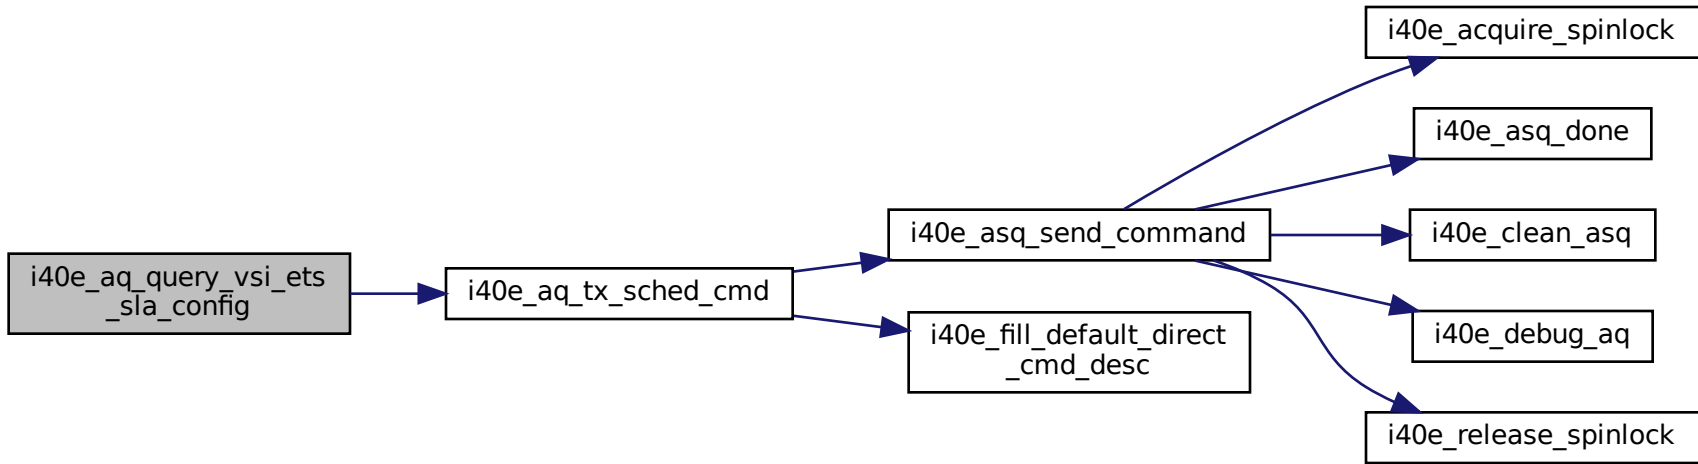 i40e_aq_query_vsi_ets
_sla_config
i40e_aq_tx_sched_cmd
i40e_asq_send_command
i40e_fill_default_direct
_cmd_desc
i40e_acquire_spinlock
i40e_asq_done
i40e_clean_asq
i40e_debug_aq
i40e_release_spinlock